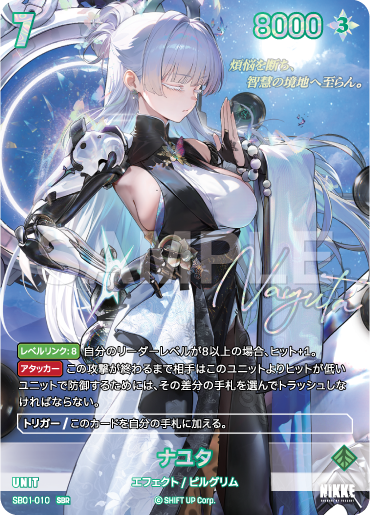 7
8000 3
煩悩を断ち、
智慧の境地へ至らん。
SAMPLE
Nayuta
レベルリンク:8 自分のリーダーレベルが8以上の場合、ヒット+1。
アタッカー この攻撃が終わるまで相手はこのユニットよりヒットが低い
ユニットで防御するためには、その差分の手札を選んでトラッシュしな
ければならない。
トリガー/このカードを自分の手札に加える。
ナユタ
UNIT エフェクト/ピルグリム
SB01-010 SBR ©SHIFT UP Corp.
NIKKE